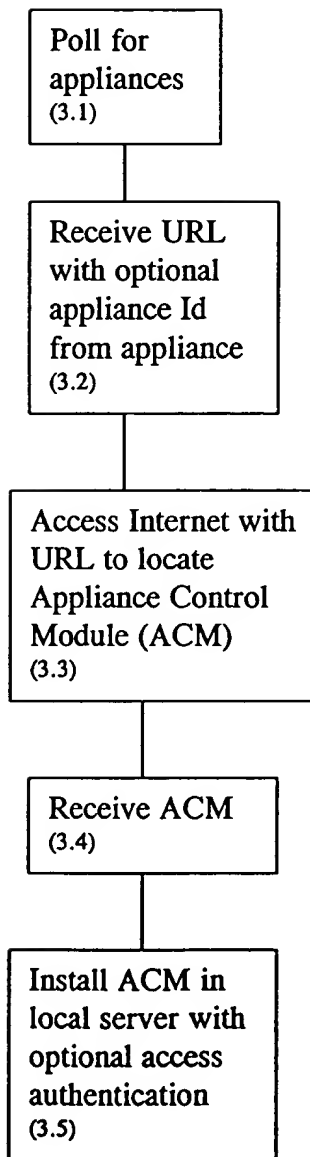 Poll for
appliances
(3.1)
Receive URL
with optional
appliance Id
from appliance
(3.2)
Access Internet with
URL to locate
Appliance Control
Module (ACM)
(3.3)
Receive ACM
(3.4)
Install ACM in
local server with
optional access
authentication
(3.5)